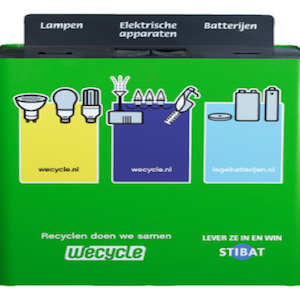 Lampen
Elektrische
apparaten
Batterijen
wecycle.nl
wecycle.nl
legebatterijen.nl
Recyclen doen we samen
wecycle
LEVER ZE IN EN WIN
STIBAT